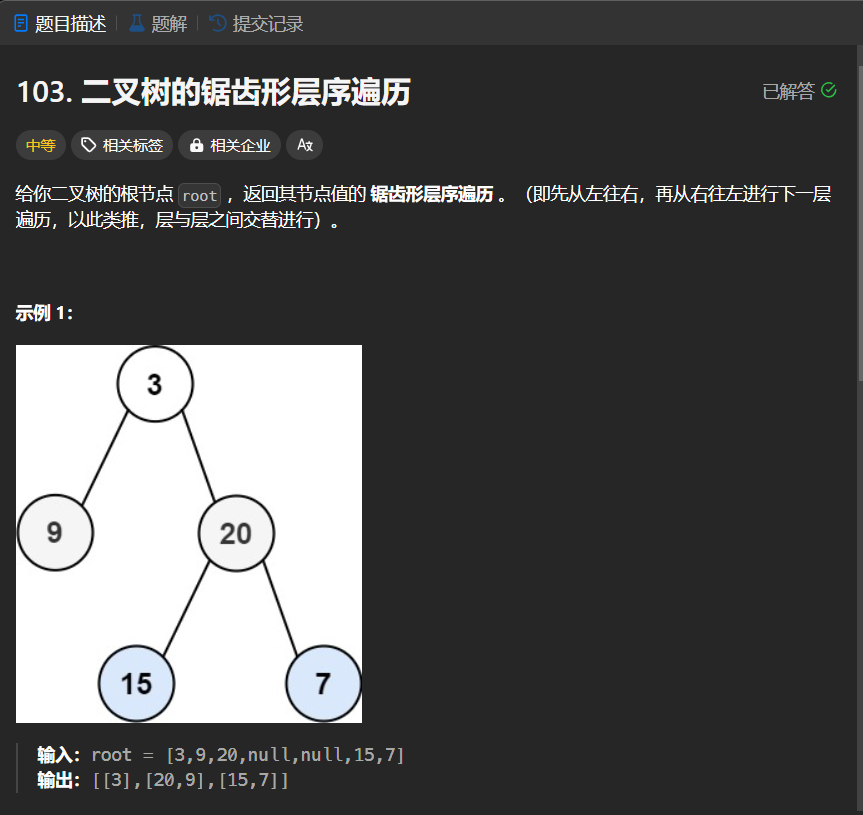 题目描述 题解 提交记录
103. 二叉树的锯齿形层序遍历 已解答
中等 相关标签 相关企业 A文
给你二叉树的根节点 root ，返回其节点值的 锯齿形层序遍历 。（即先从左往右，再从右往左进行下一层
遍历，以此类推，层与层之间交替进行）。
示例 1：
3
9 20
15 7
输入：root = [3,9,20,null,null,15,7]
输出：[[3],[20,9],[15,7]]